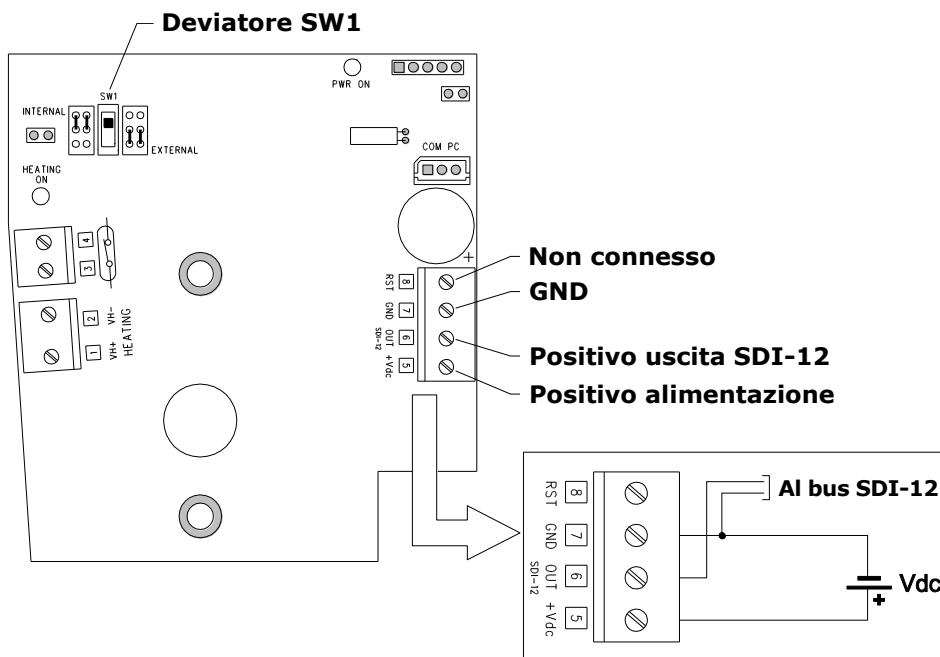 Deviatore SW1
PWR ON
SW1
INTERNAL
EXTERNAL
COM PC
HEATING
ON
4
3
2 VH-
1 VH+
HEATING
+
RST 8
GND 7
OUT 6
SDI-12
+Vdc 5
Non connesso
GND
Positivo uscita SDI-12
Positivo alimentazione
RST 8
GND 7
OUT 6
SDI-12
+Vdc 5
Al bus SDI-12
Vdc
+